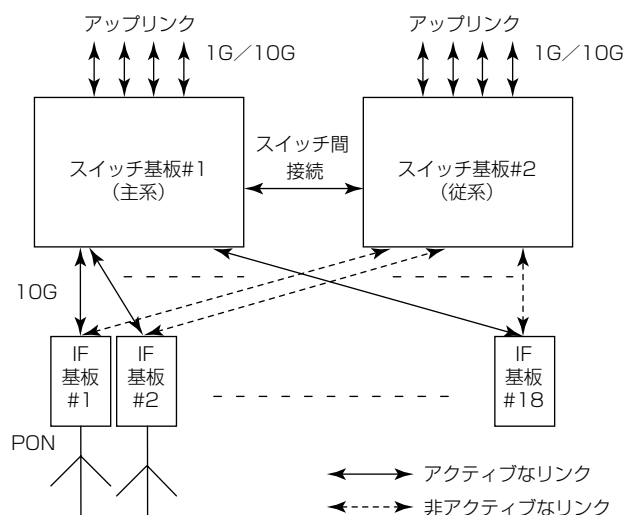 アップリンク
1G／10G
アップリンク
1G／10G
スイッチ基板#1
（主系）
スイッチ間
接続
スイッチ基板#2
（従系）
10G
IF
基板
#1
IF
基板
#2
IF
基板
#18
PON
アクティブなリンク
非アクティブなリンク